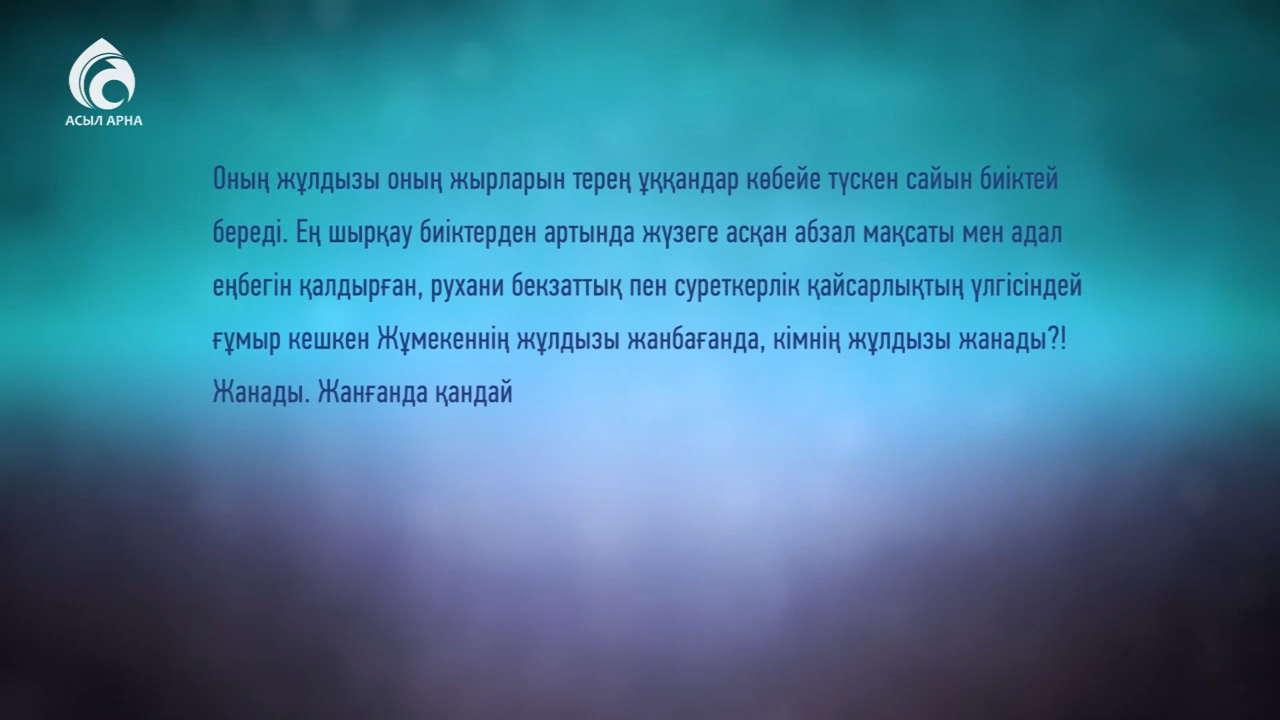 АСЫЛ АРНА
Оның жұлдызы оның жырларын терең ұққандар көбейе түскен сайын биіктей
береді. Ең шырқау биіктерден артында жүзеге асқан абзал мақсаты мен адал
еңбегін қалдырған, рухани бекзаттық пен суреткерлік қайсарлықтың үлгісіндей
ғұмыр кешкен Жұмекеннің жұлдызы жанбағанда, кімнің жұлдызы жанады?!
Жанады. Жанғанда қандай